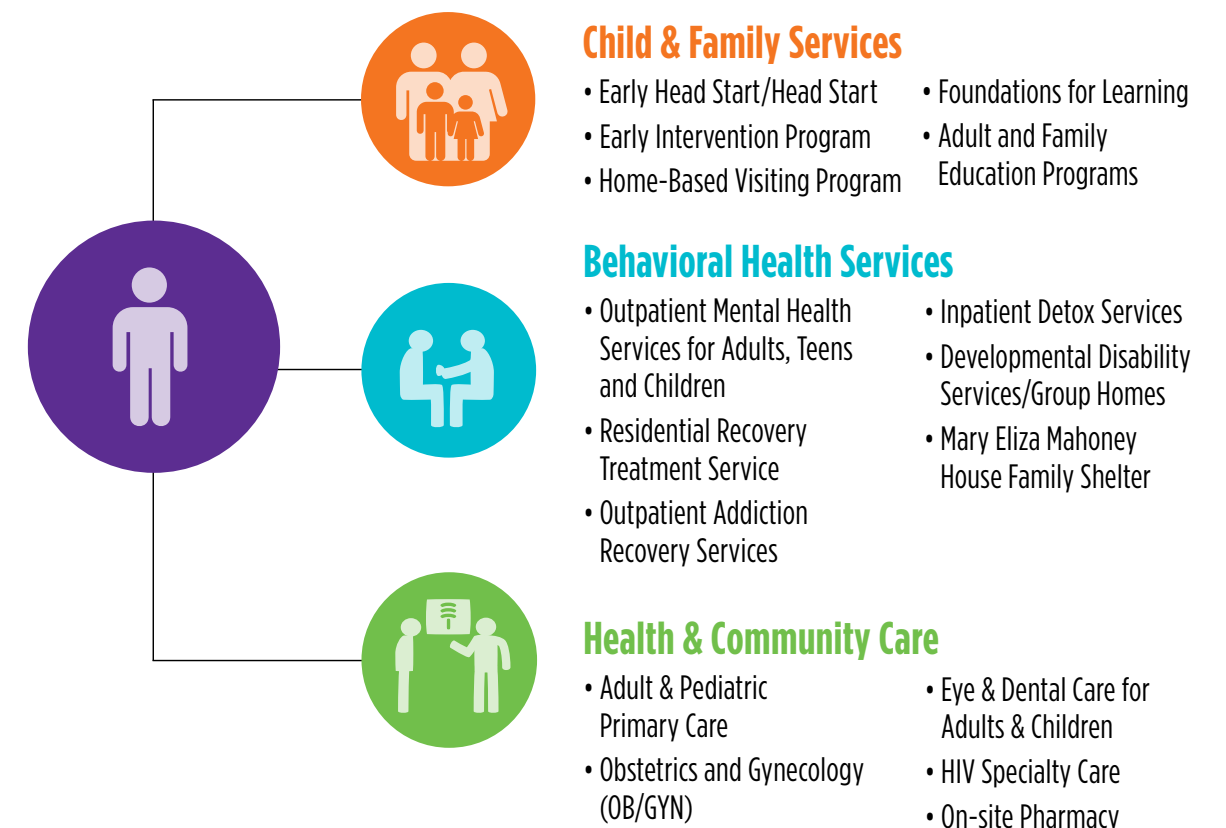 Child & Family Services
• Early Head Start/Head Start
• Early Intervention Program
• Home-Based Visiting Program
• Foundations for Learning
• Adult and Family
Education Programs
Behavioral Health Services
• Outpatient Mental Health
Services for Adults, Teens
and Children
• Residential Recovery
Treatment Service
• Outpatient Addiction
Recovery Services
• Inpatient Detox Services
• Developmental Disability
Services/Group Homes
• Mary Eliza Mahoney
House Family Shelter
Health & Community Care
• Adult & Pediatric
Primary Care
• Obstetrics and Gynecology
(OB/GYN)
• Eye & Dental Care for
Adults & Children
• HIV Specialty Care
• On-site Pharmacy